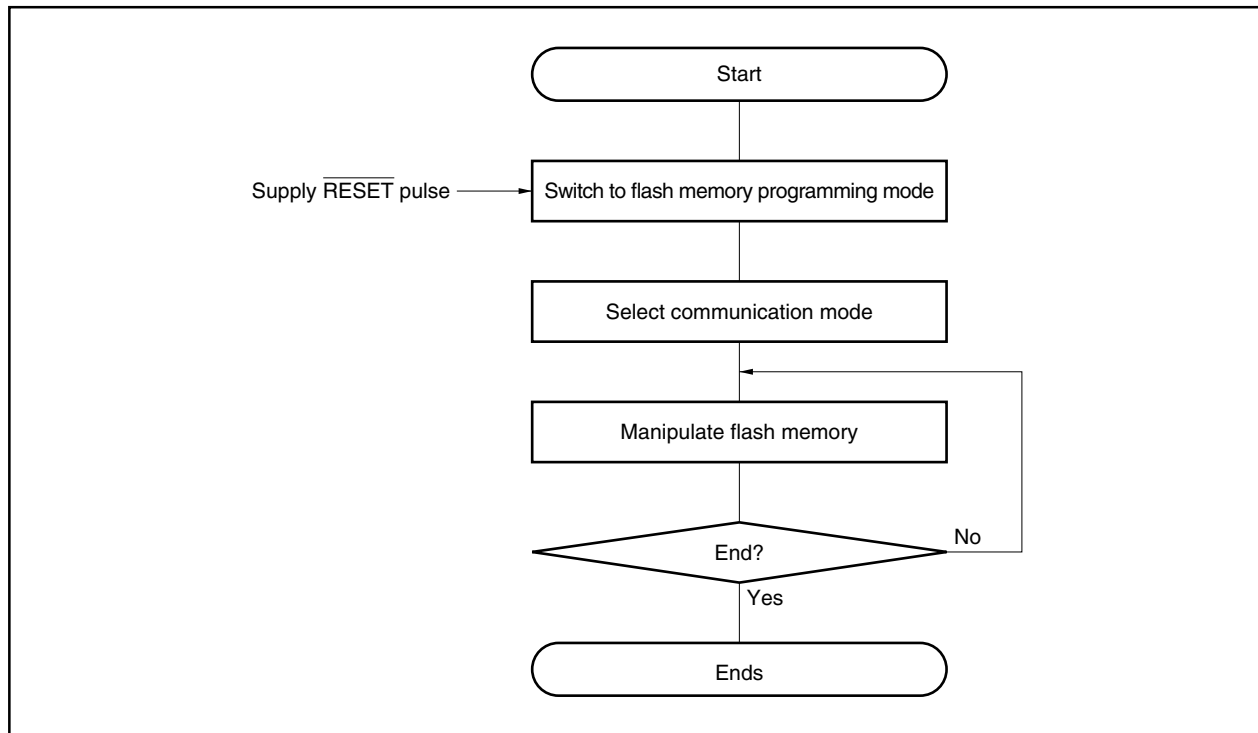 Start
Supply RESET pulse
Switch to flash memory programming mode
Select communication mode
Manipulate flash memory
End?
No
Yes
Ends